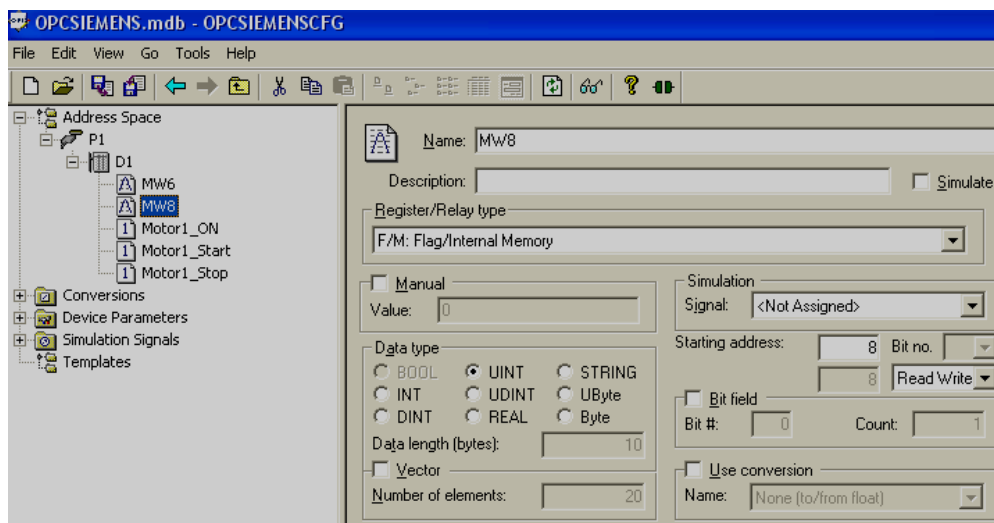 OPCSIEMENS.mdb - OPCSIEMENSCFG
File Edit View Go Tools Help
Address Space
P1
D1
MW6
MW8
Motor1_ON
Motor1_Start
Motor1_Stop
Conversions
Device Parameters
Simulation Signals
Templates
Name: MW8
Description:
Simulate
Register/Relay type
F/M: Flag/Internal Memory
Manual
Value: 0
Simulation
Signal: <Not Assigned>
Data type
BOOL UINT STRING
INT UDINT UByte
DINT REAL Byte
Data length (bytes): 10
Starting address: 8 Bit no.
8 Read Write
Bit field
Bit #: 0 Count: 1
Vector
Number of elements: 20
Use conversion
Name: None (to/from float)